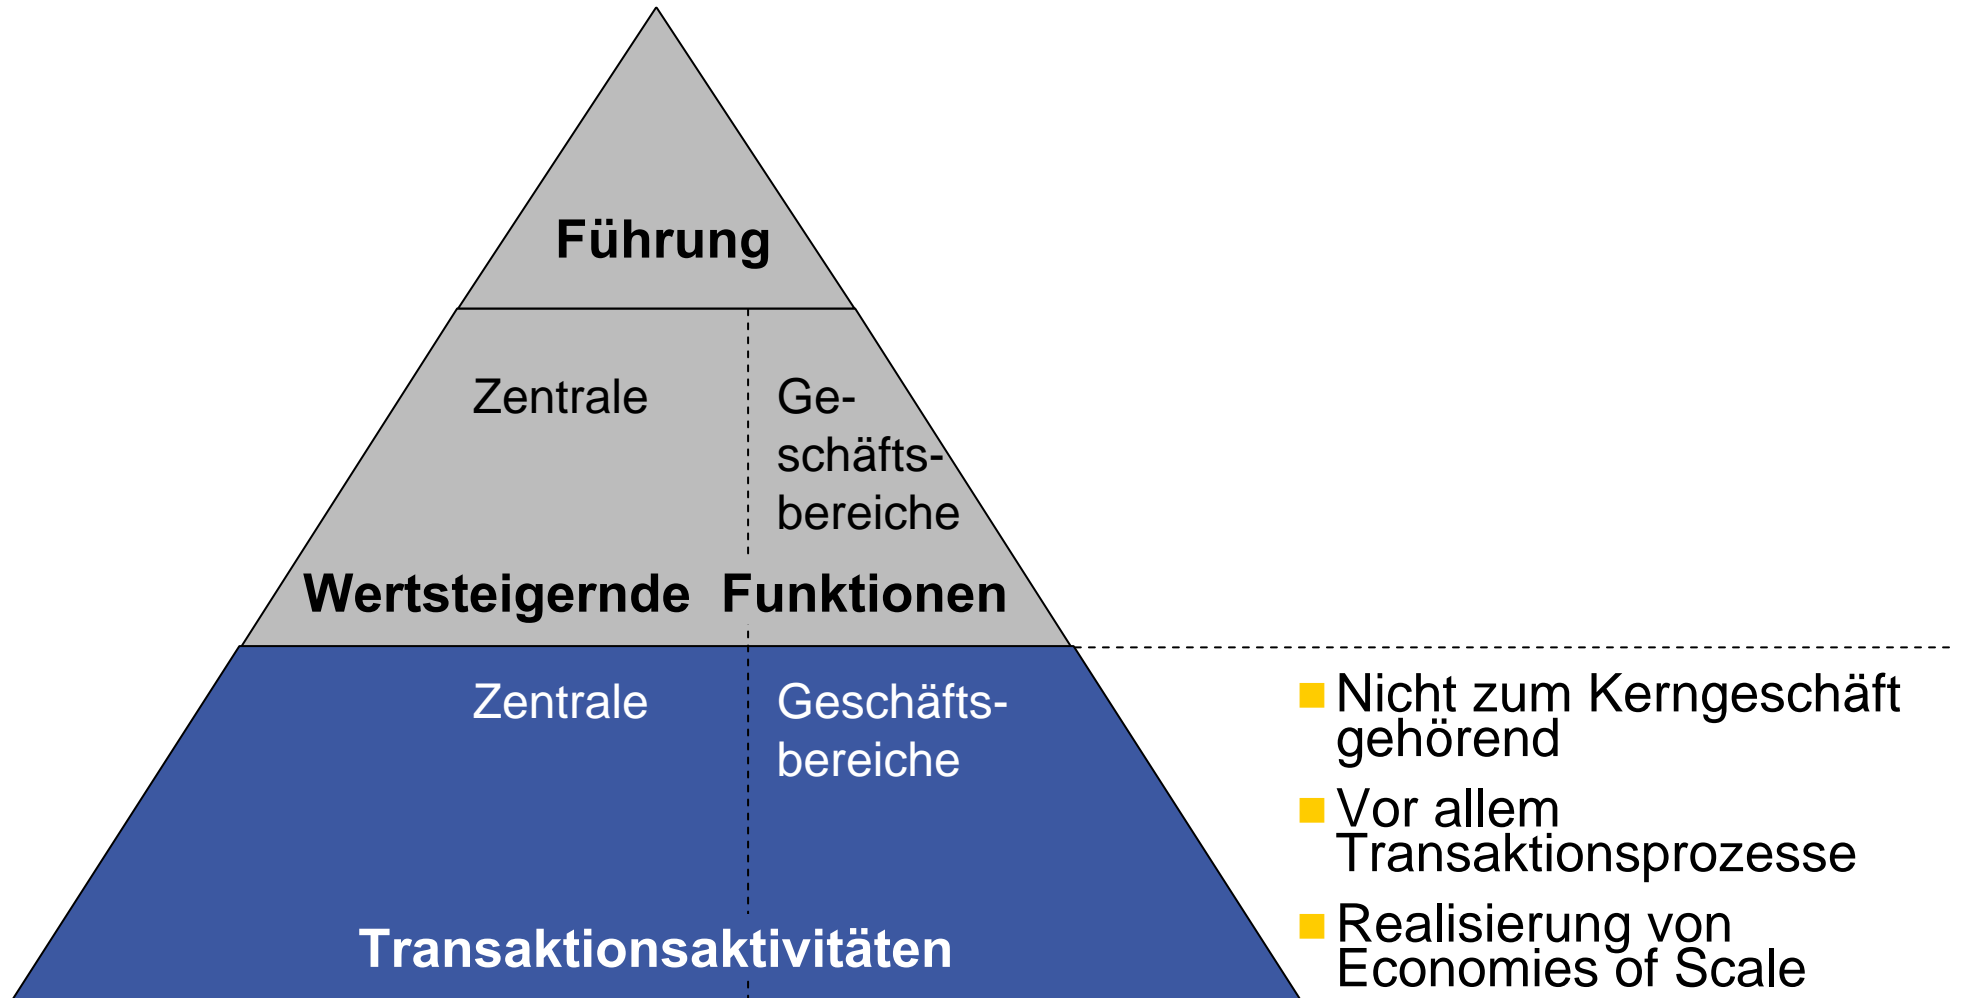 Führung
Zentrale
Ge-
schäfts-
bereiche
Wertsteigernde Funktionen
Zentrale
Geschäfts-
bereiche
Transaktionsaktivitäten
Nicht zum Kerngeschäft
gehörend
Vor allem
Transaktionsprozesse
Realisierung von
Economies of Scale